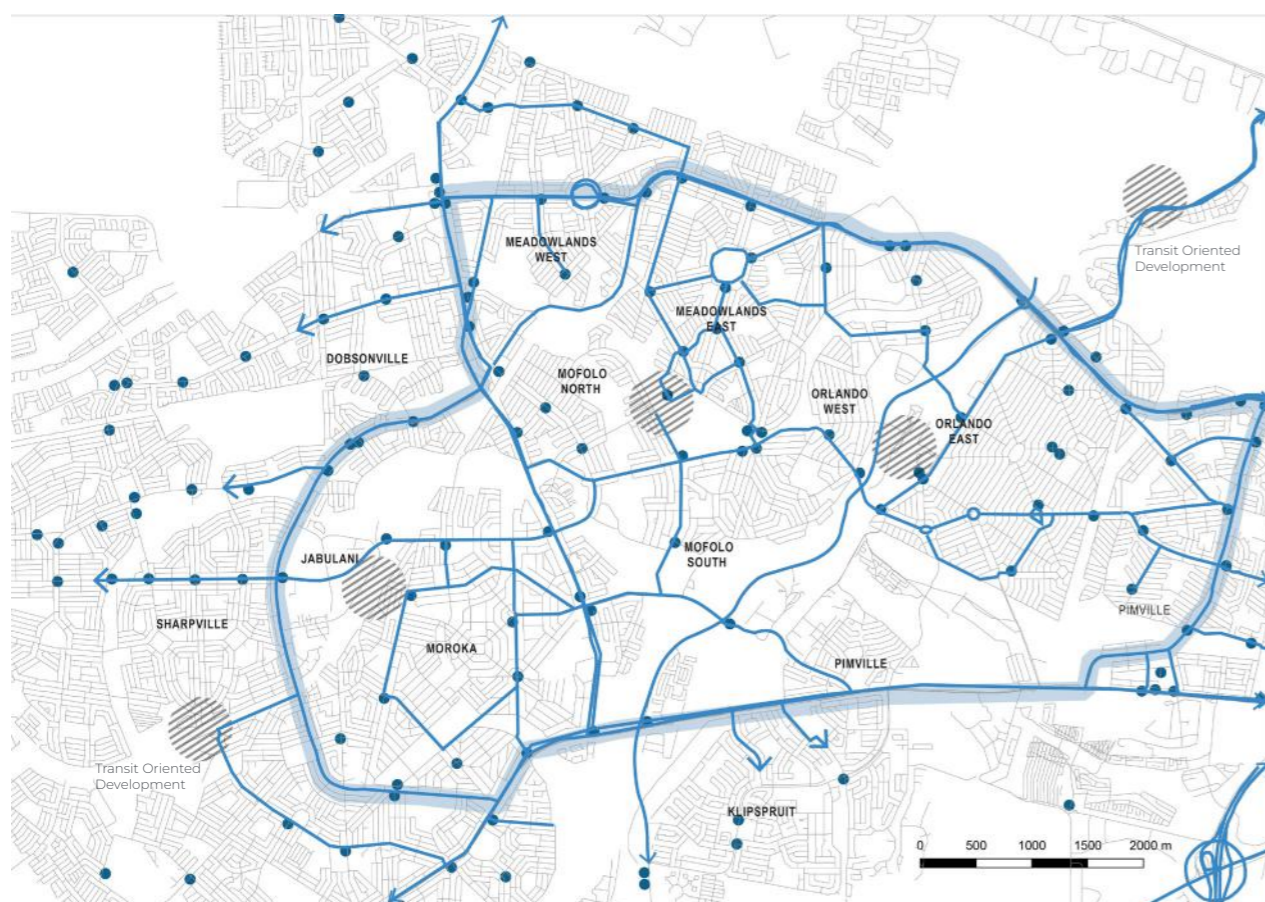 MEADOWLANDS
WEST
Transit Oriented
Development
MEADOWLANDS
EAST
DOBSONVILLE
MOFOLO
NORTH
ORLANDO
WEST
ORLANDO
EAST
JABULANI
MOFOLO
SOUTH
SHARPVILLE
MOROKA
PIMVILLE
PIMVILLE
Transit Oriented
Development
KLIPSPRUIT
0 500 1000 1500 2000 m